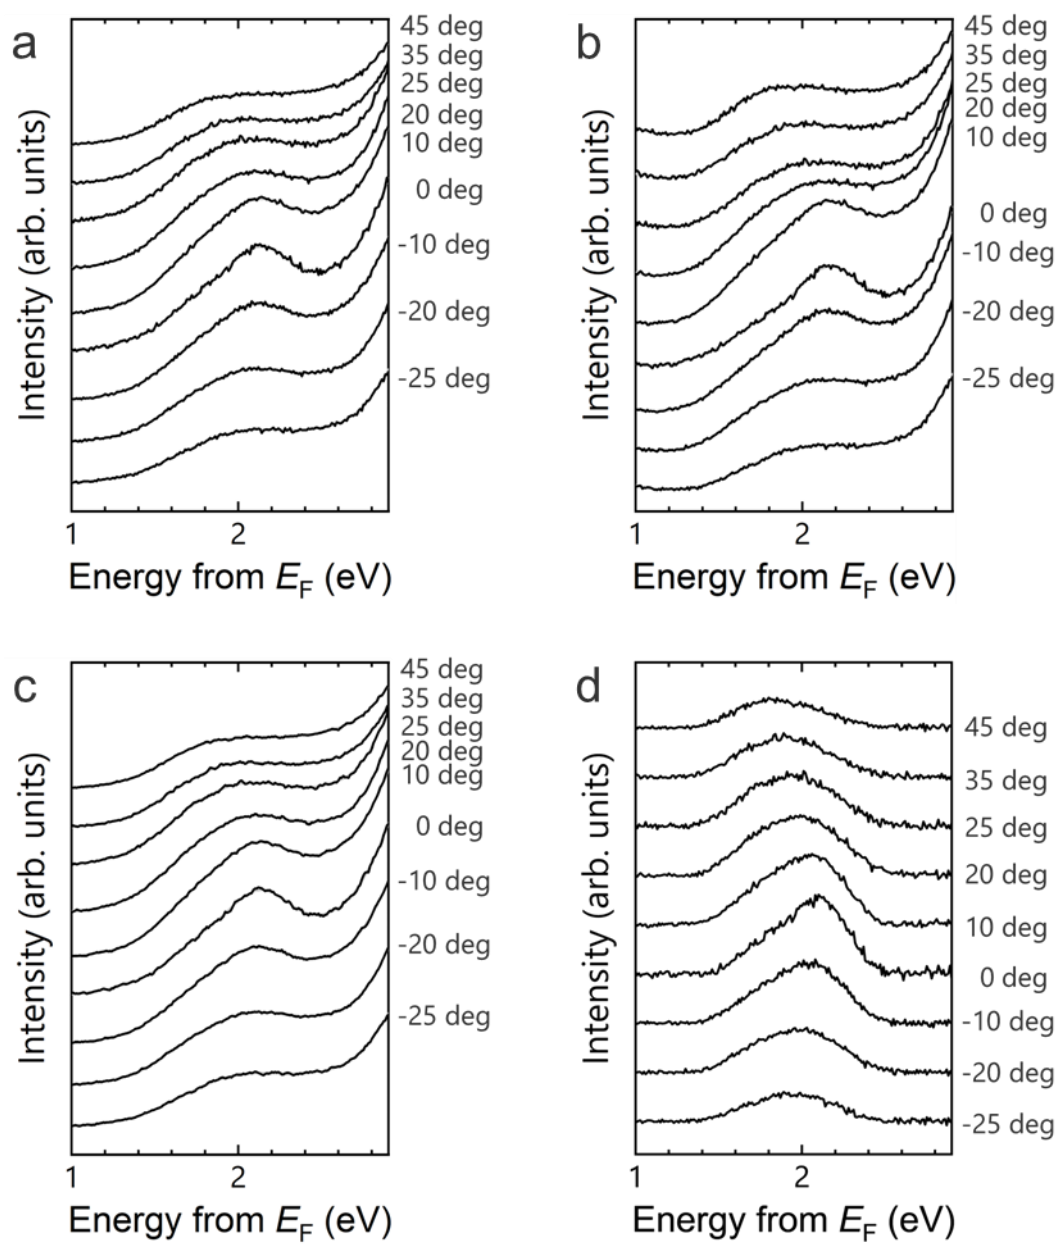 a
45 deg
35 deg
25 deg
20 deg
10 deg
0 deg
-10 deg
-20 deg
-25 deg
Intensity (arb. units)
1 2
Energy from EF (eV)
b
45 deg
35 deg
25 deg
20 deg
10 deg
0 deg
-10 deg
-20 deg
-25 deg
Intensity (arb. units)
1 2
Energy from EF (eV)
c
45 deg
35 deg
25 deg
20 deg
10 deg
0 deg
-10 deg
-20 deg
-25 deg
Intensity (arb. units)
1 2
Energy from EF (eV)
d
45 deg
35 deg
25 deg
20 deg
10 deg
0 deg
-10 deg
-20 deg
-25 deg
Intensity (arb. units)
1 2
Energy from EF (eV)